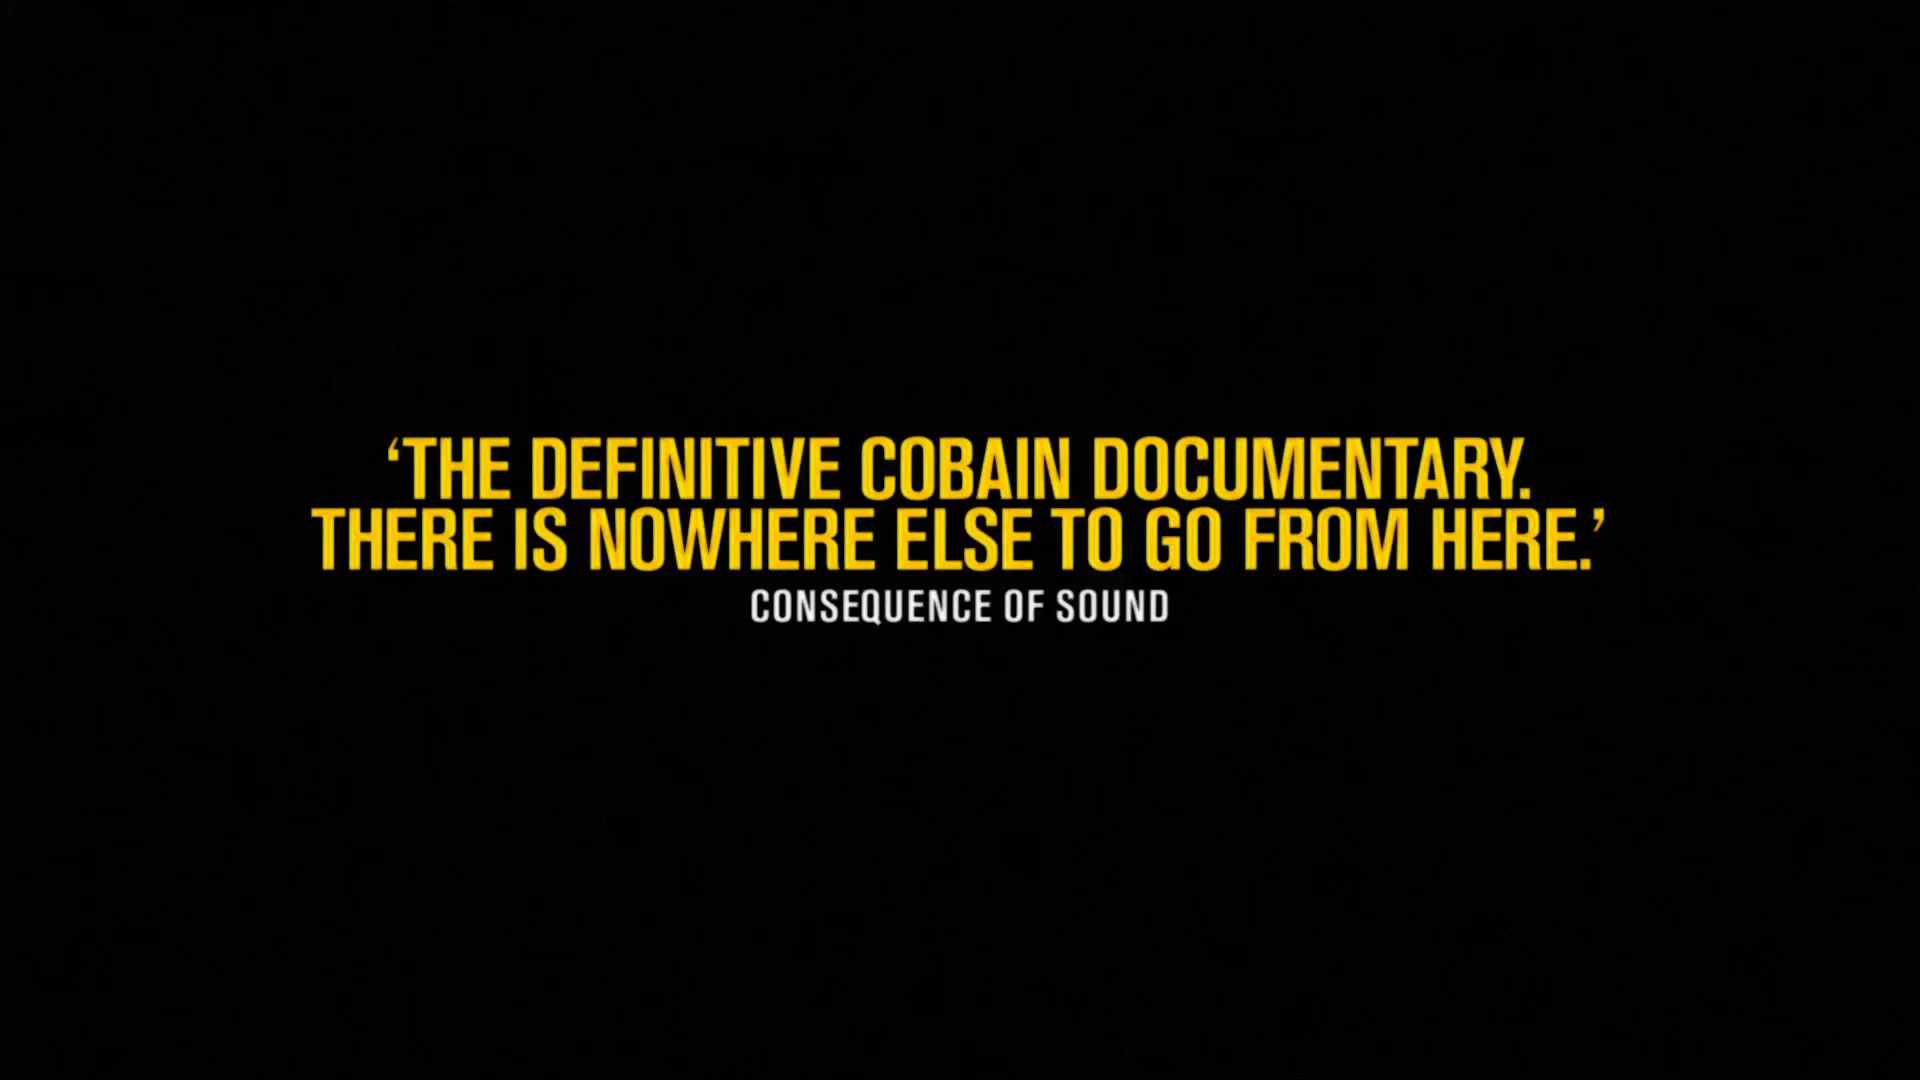 ‘THE DEFINITIVE COBAIN DOCUMENTARY.
THERE IS NOWHERE ELSE TO GO FROM HERE.’
CONSEQUENCE OF SOUND